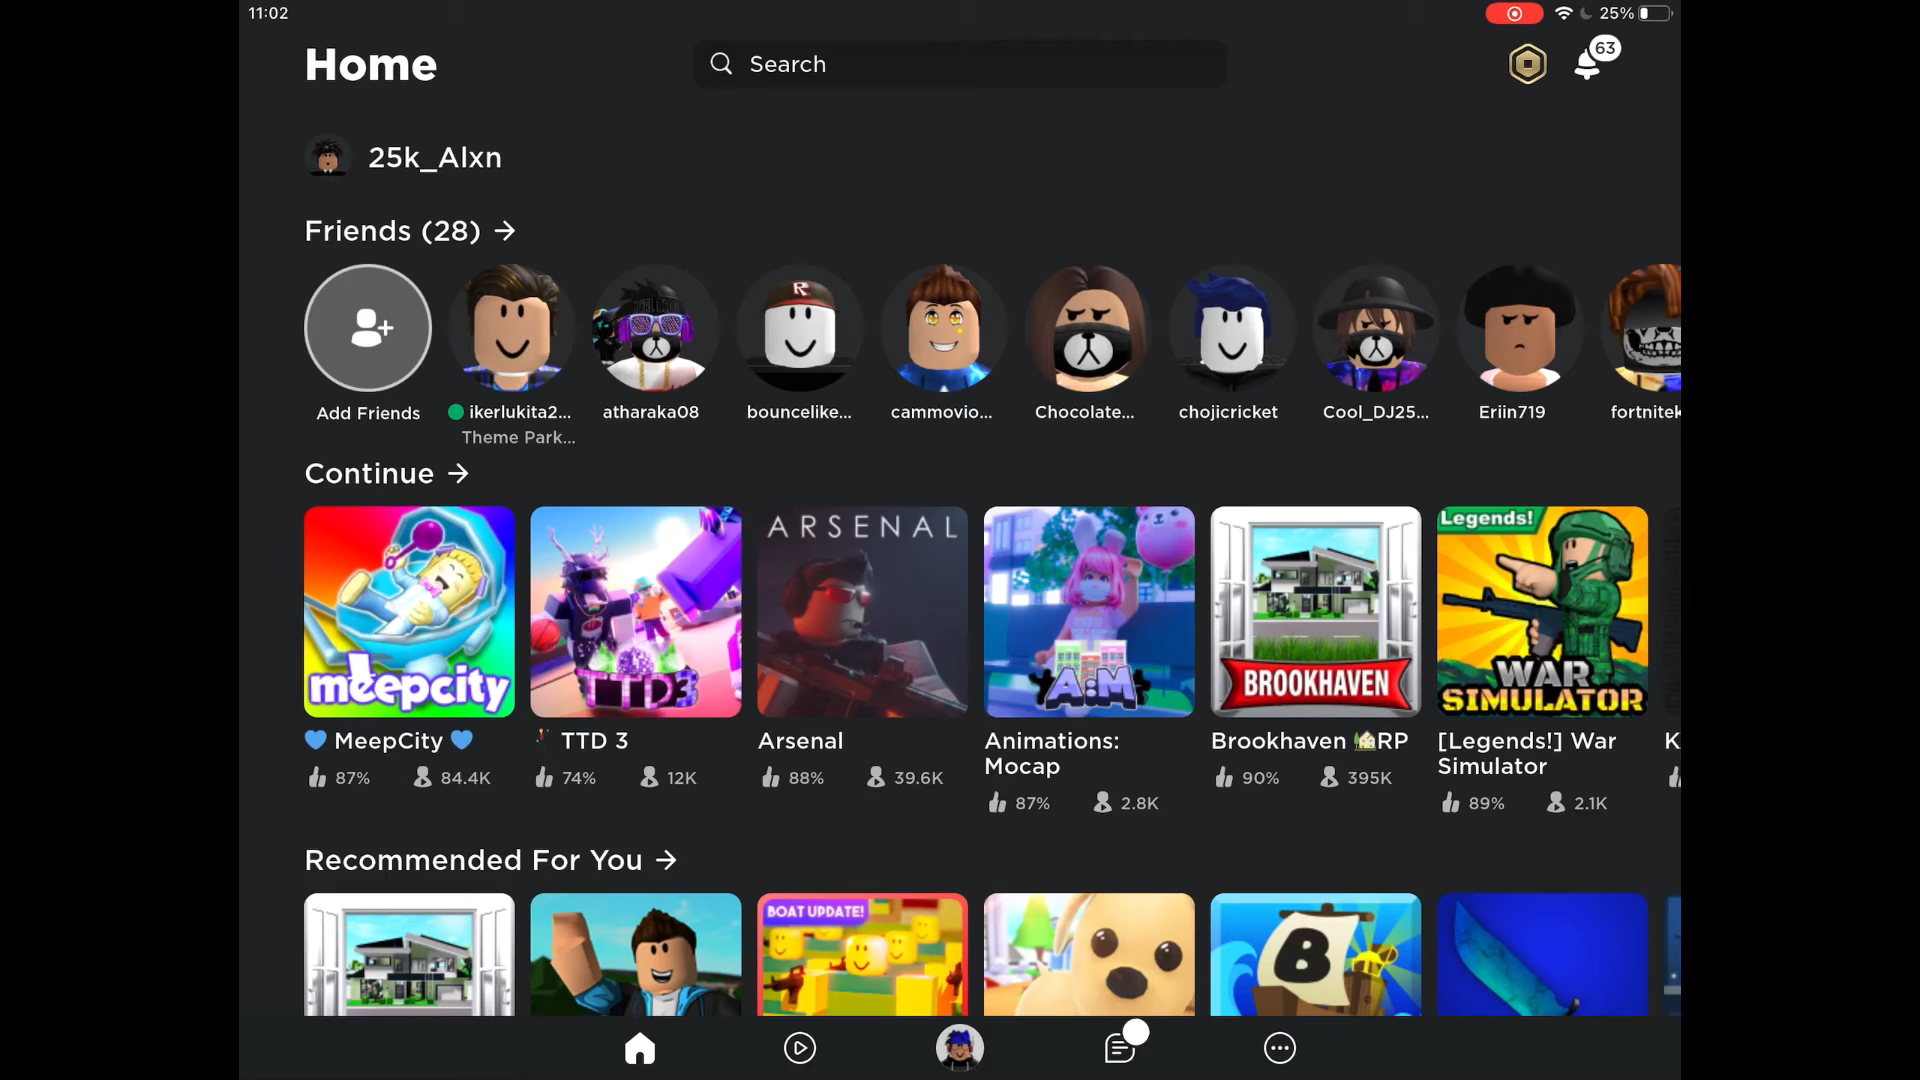 11:02
25%
Home
Search
63
25k_Alxn
Friends (28)
R
Add Friends
ikerlukita2...
atharaka08
bouncelike...
cammovio...
Chocolate...
chojicricket
Cool_DJ25...
Eriin719
fortnitek
Theme Park...
Continue
meepcity
TTD3
ARSENAL
A:M
BROOKHAVEN
Legends!
WAR
SIMULATOR
💙 MeepCity 💙
TTD 3
Arsenal
Animations:
Mocap
Brookhaven 🏡RP
[Legends!] War
Simulator
K
87% 84.4K
74% 12K
88% 39.6K
87% 2.8K
90% 395K
89% 2.1K
Recommended For You
BOAT UPDATE!
B